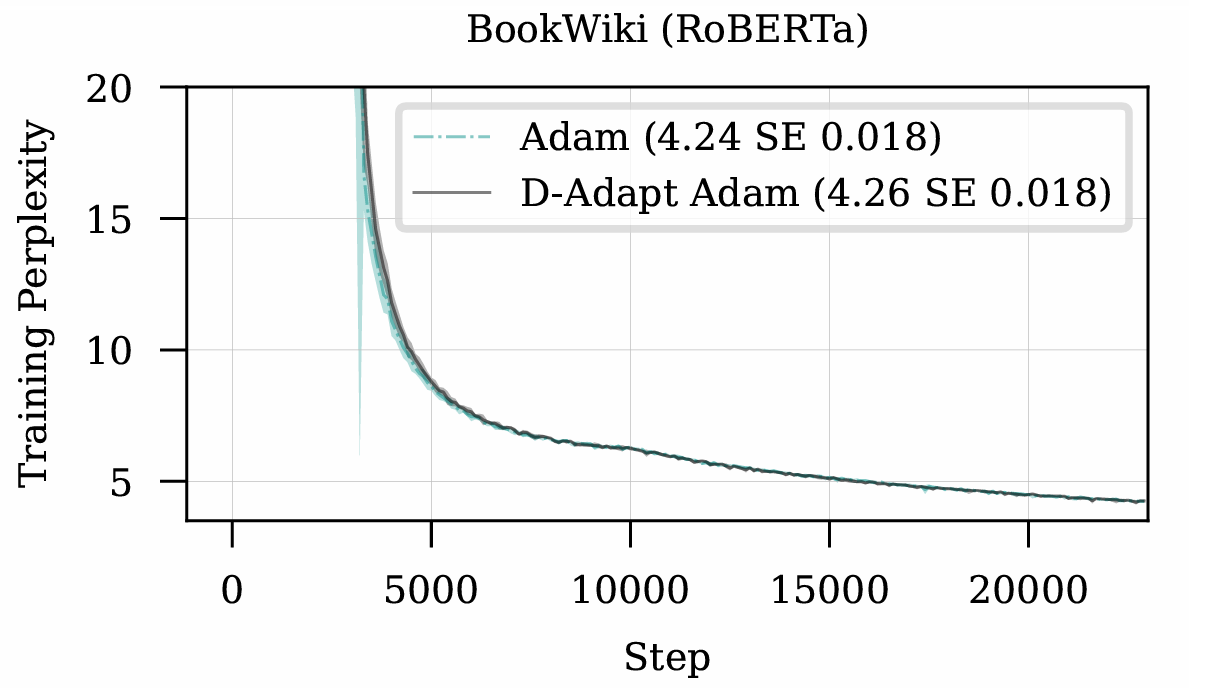 BookWiki (RoBERTa)
Training Perplexity
20
15
10
5
Adam (4.24 SE 0.018)
D-Adapt Adam (4.26 SE 0.018)
0 5000 10000 15000 20000
Step